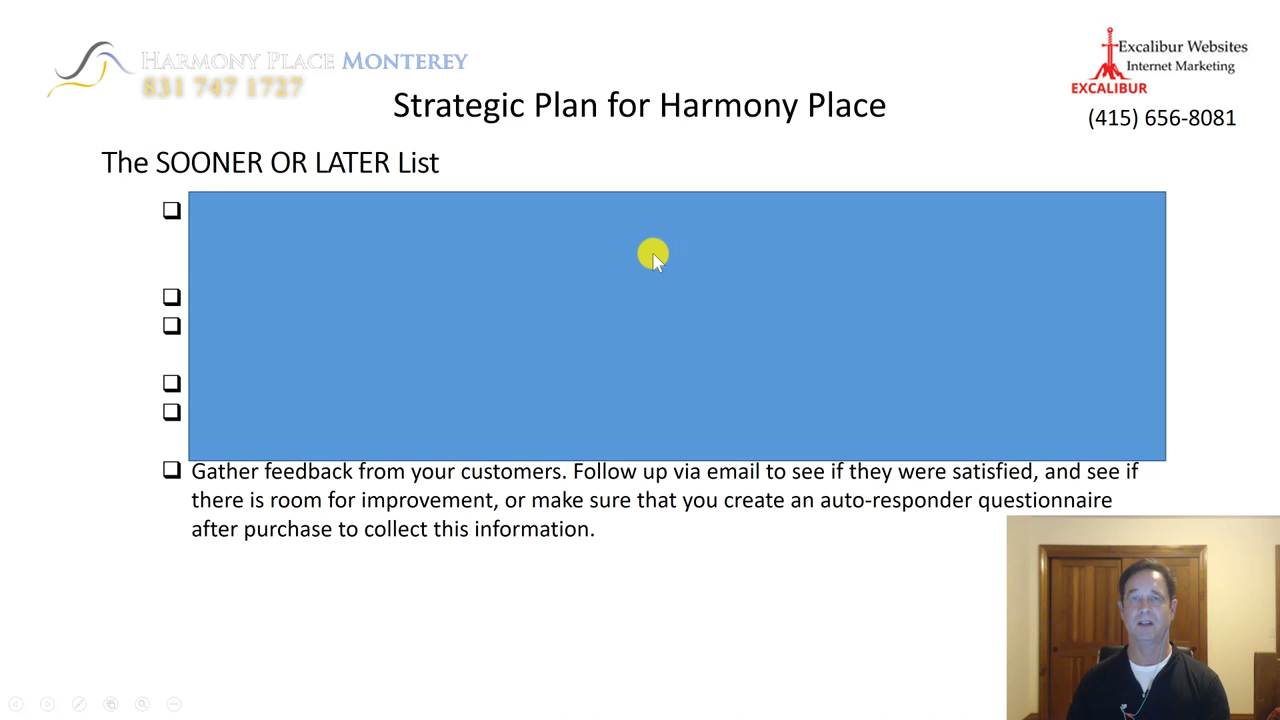 HARMONY PLACE MONTEREY
831 747 1727
Excalibur Websites
Internet Marketing
EXCALIBUR
(415) 656-8081
Strategic Plan for Harmony Place
The SOONER OR LATER List
Gather feedback from your customers. Follow up via email to see if they were satisfied, and see if
there is room for improvement, or make sure that you create an auto-responder questionnaire
after purchase to collect this information.